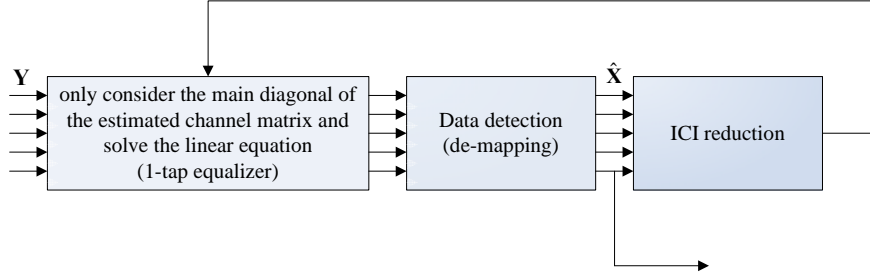 Y
only consider the main diagonal of
the estimated channel matrix and
solve the linear equation
(1-tap equalizer)
Data detection
(de-mapping)
X̂
ICI reduction